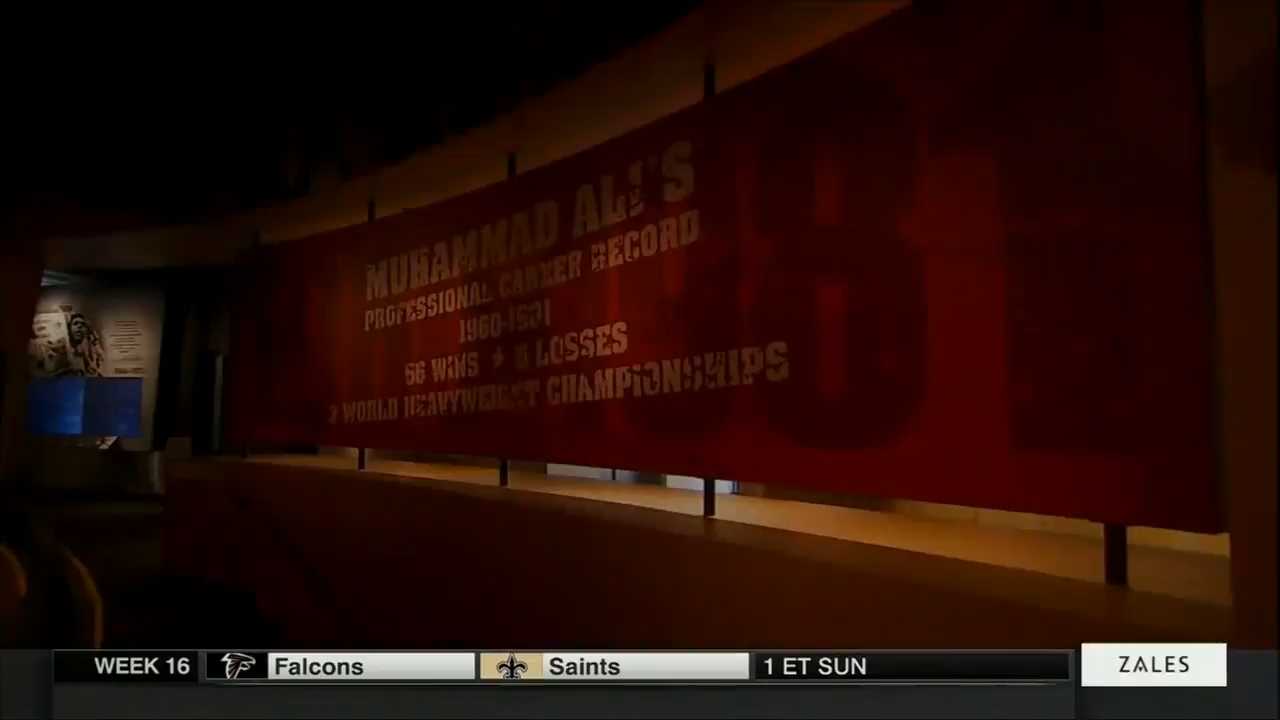 MUHAMMAD ALI'S
PROFESSIONAL CAREER RECORD
1960-1981
56 WINS 5 LOSSES
3 WORLD HEAVYWEIGHT CHAMPIONSHIPS
WEEK 16 Falcons Saints 1 ET SUN
ZALES